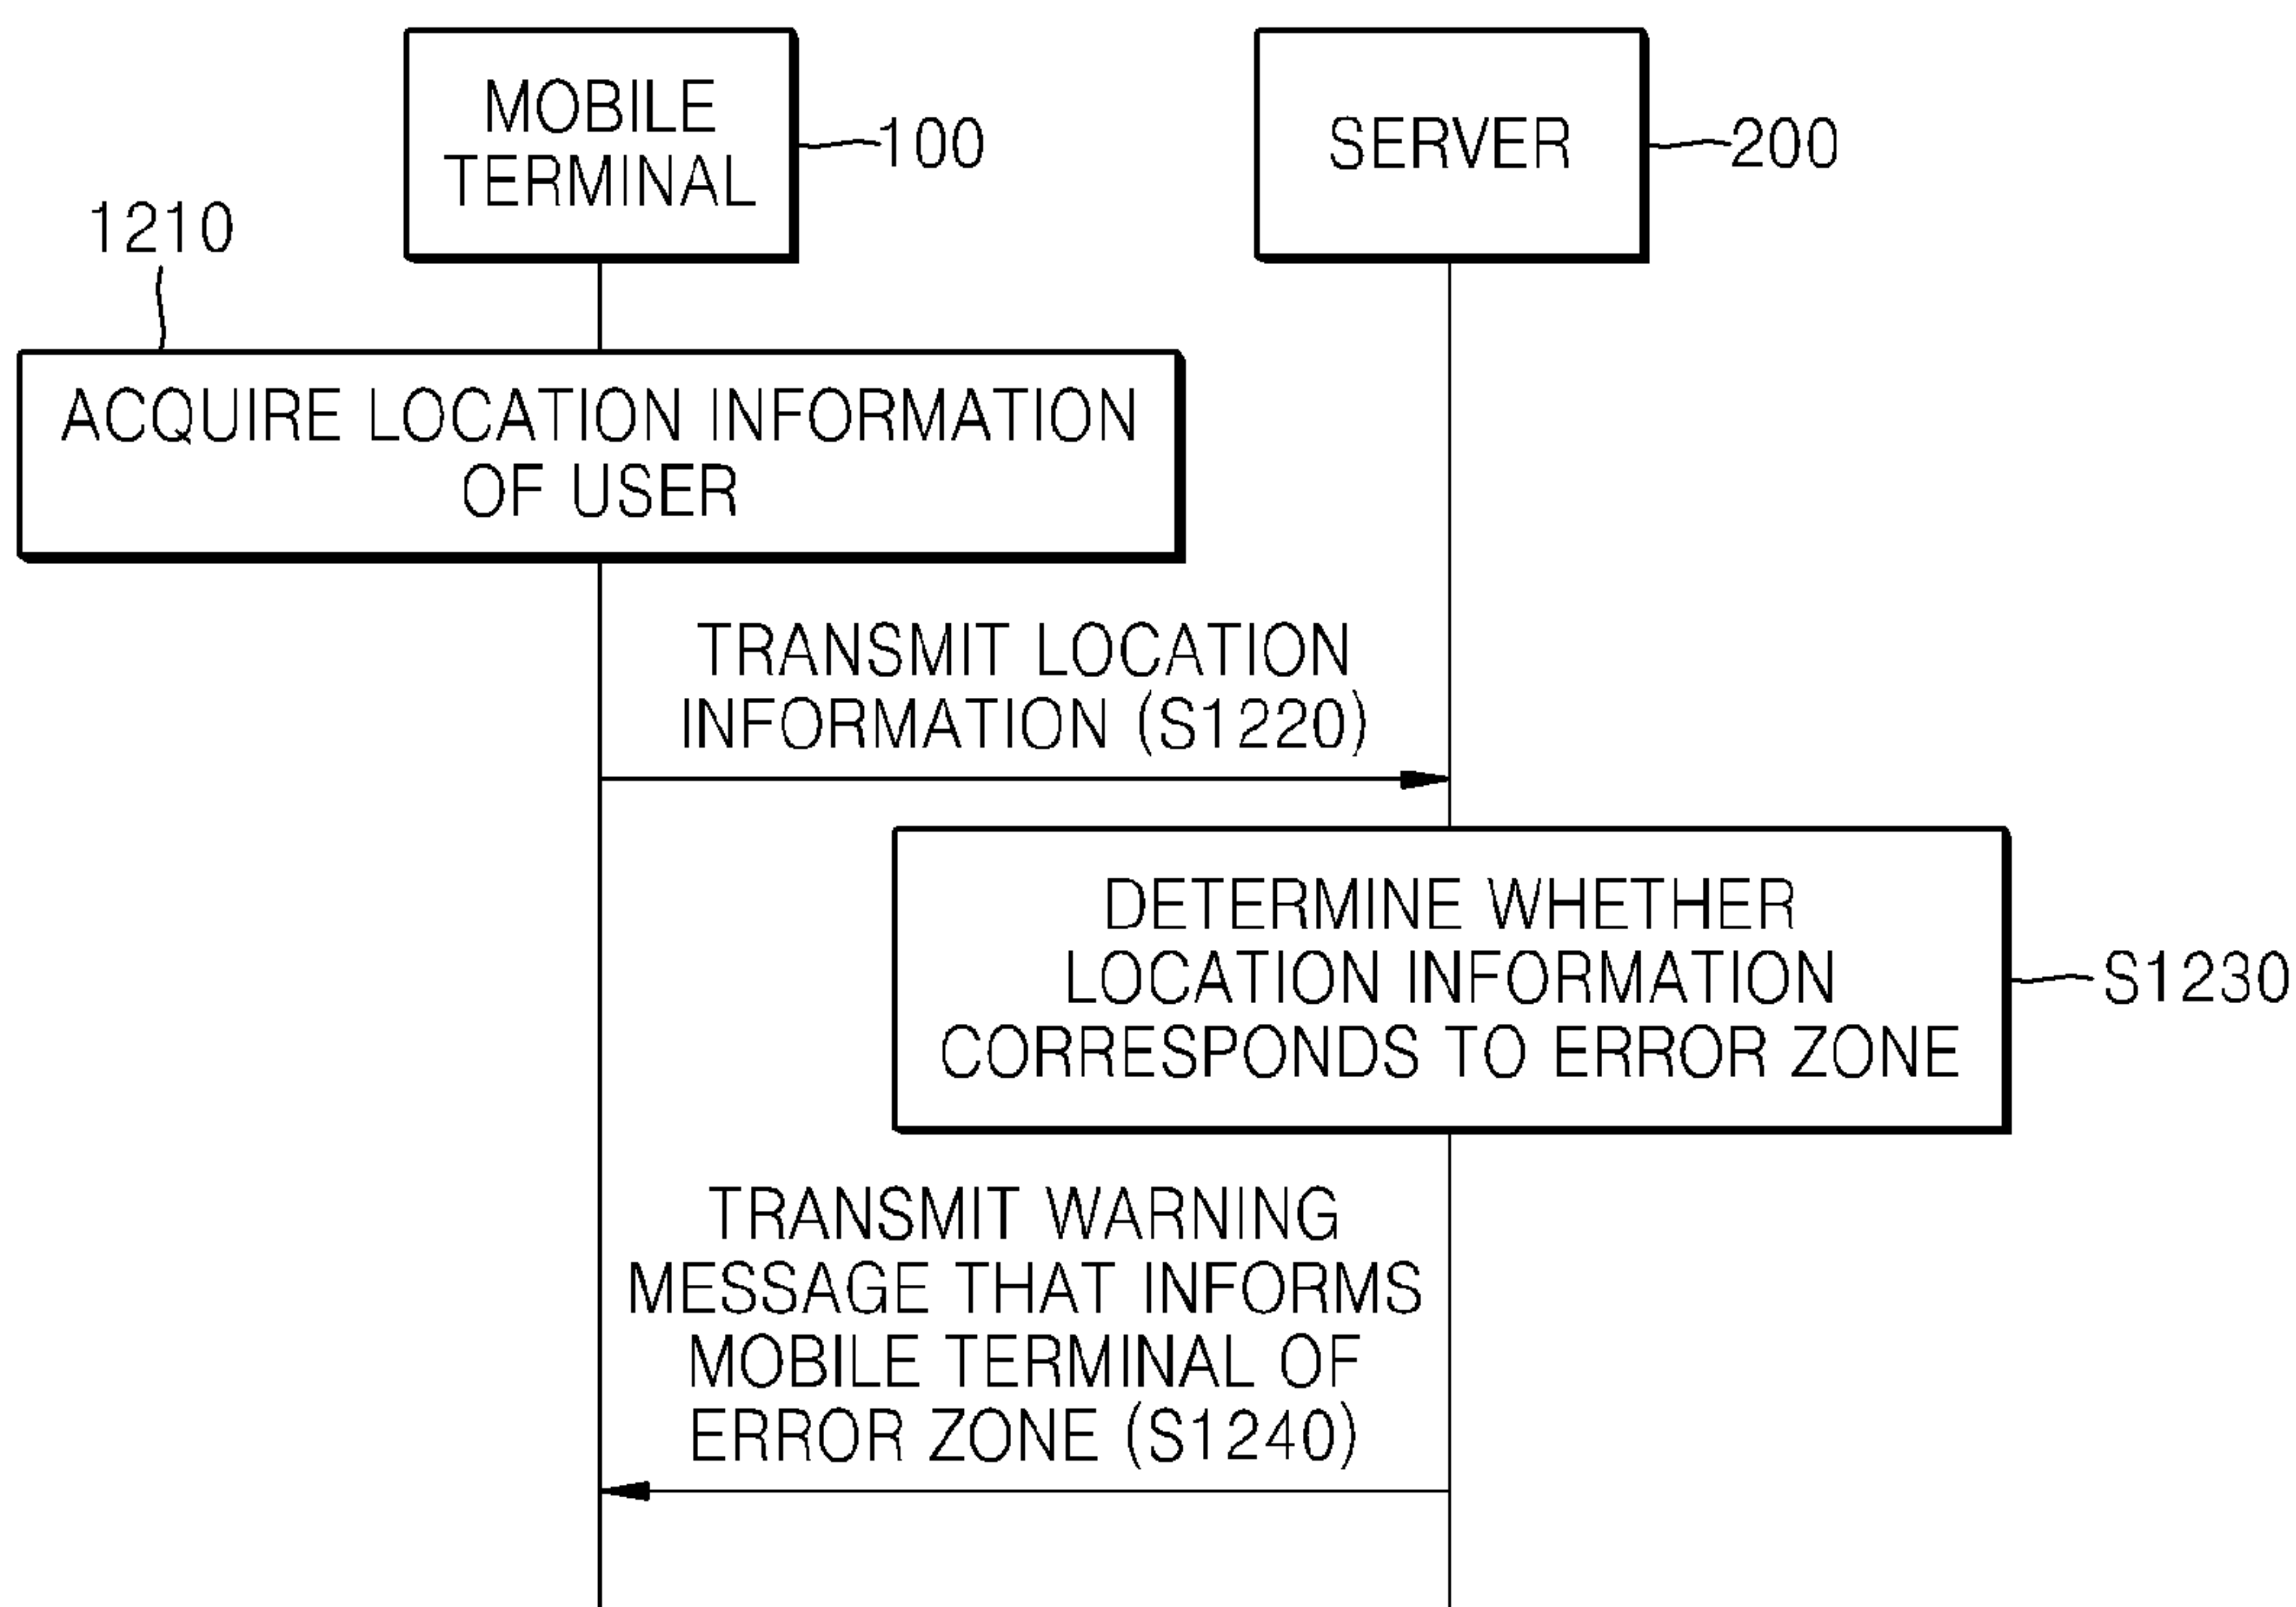 MOBILE
TERMINAL
100
SERVER
200
1210
ACQUIRE LOCATION INFORMATION
OF USER
TRANSMIT LOCATION
INFORMATION (S1220)
DETERMINE WHETHER
LOCATION INFORMATION
CORRESPONDS TO ERROR ZONE
S1230
TRANSMIT WARNING
MESSAGE THAT INFORMS
MOBILE TERMINAL OF
ERROR ZONE (S1240)